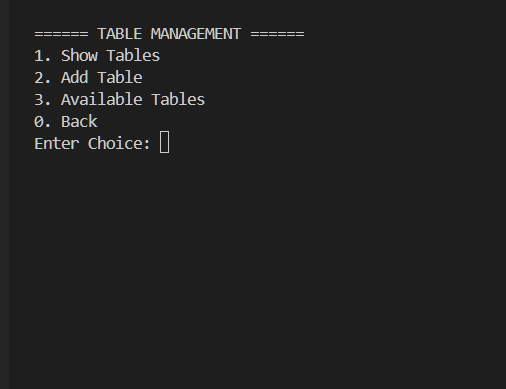 ====== TABLE MANAGEMENT ======
1. Show Tables
2. Add Table
3. Available Tables
0. Back
Enter Choice: